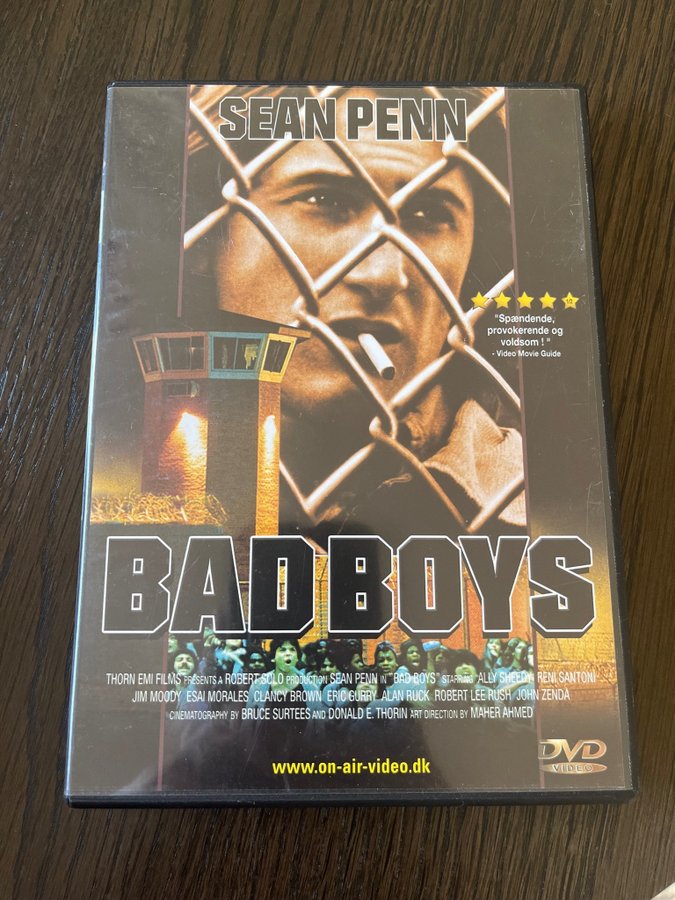 SEAN PENN
"Spændende,
provokerende og
voldsom ! "
- Video Movie Guide
BAD BOYS
THORN EMI FILMS PRESENTS A ROBERT SOLO PRODUCTION SEAN PENN IN "BAD BOYS" STARRING ALLY SHEEDY RENI SANTONI
JIM MOODY ESAI MORALES CLANCY BROWN ERIC GURRY ALAN RUCK ROBERT LEE RUSH JOHN ZENDA
CINEMATOGRAPHY BY BRUCE SURTEES AND DONALD E. THORIN ART DIRECTION BY MAHER AHMED
DVD
VIDEO
www.on-air-video.dk